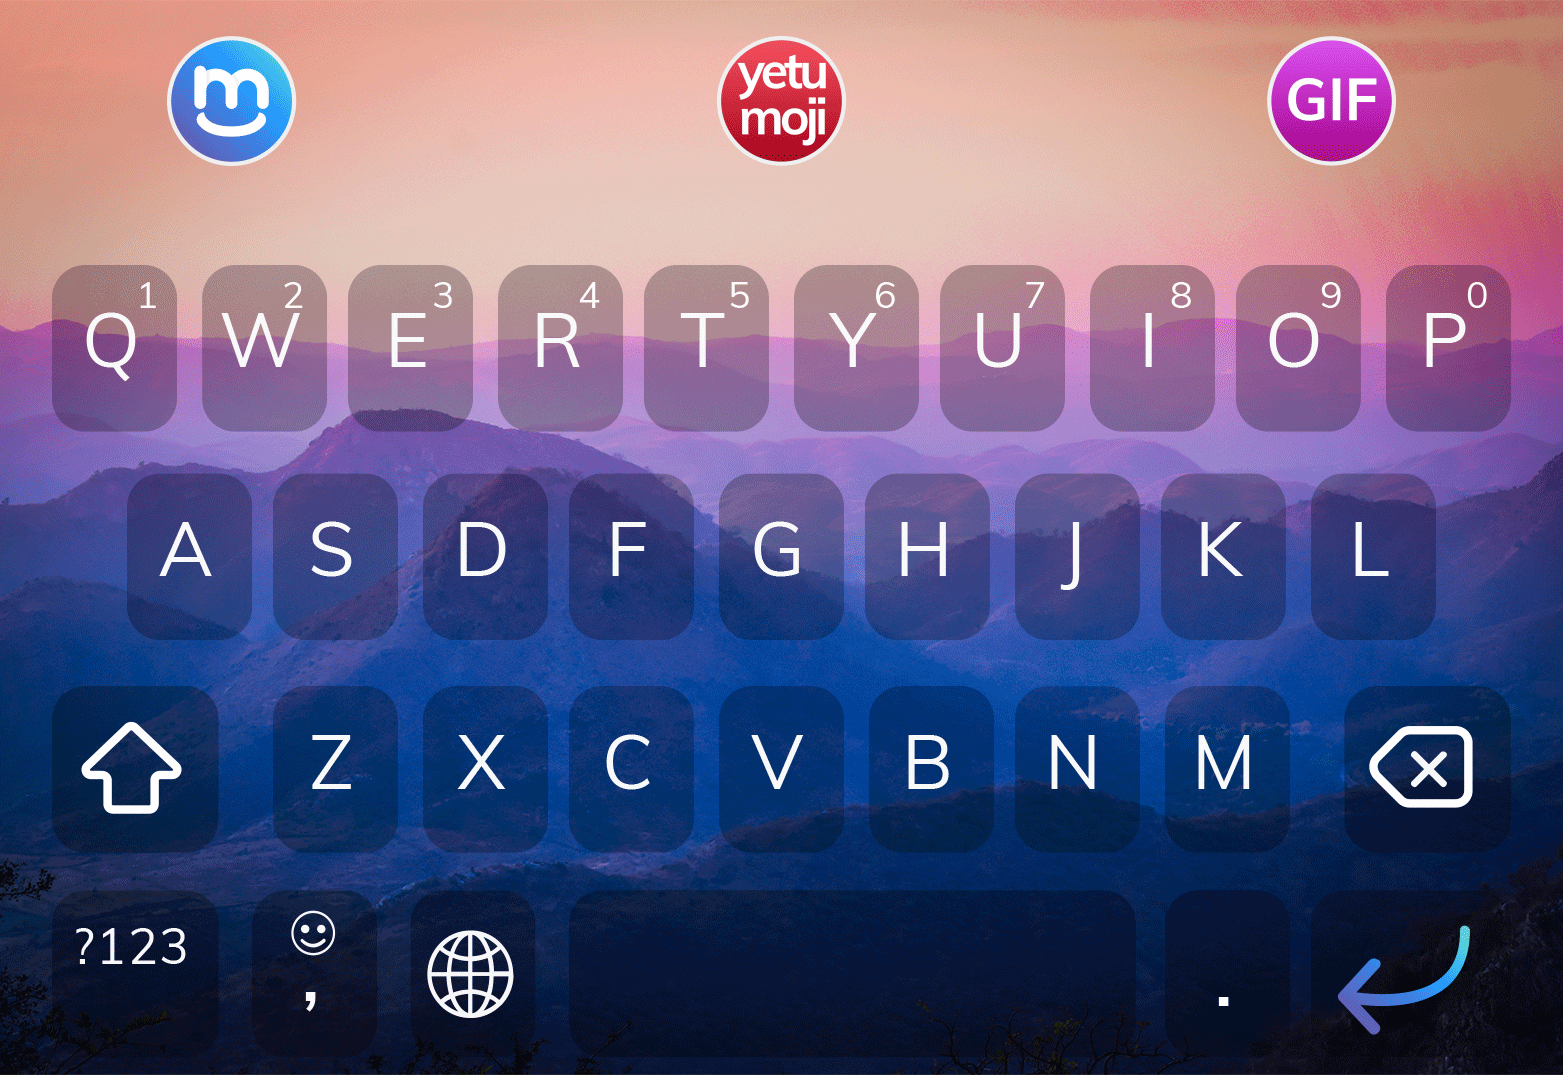 m
yetu
moji
GIF
1 2 3 4 5 6 7 8 9 0
Q W E R T Y U I O P
A S D F G H J K L
Z X C V B N M
?123 , .